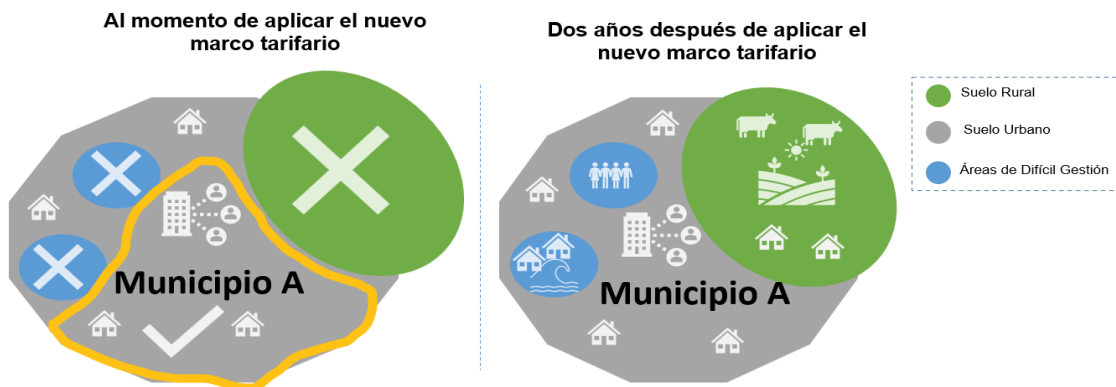 Al momento de aplicar el nuevo
marco tarifario
Dos años después de aplicar el
nuevo marco tarifario
Municipio A
Municipio A
Suelo Rural
Suelo Urbano
Áreas de Difícil Gestión